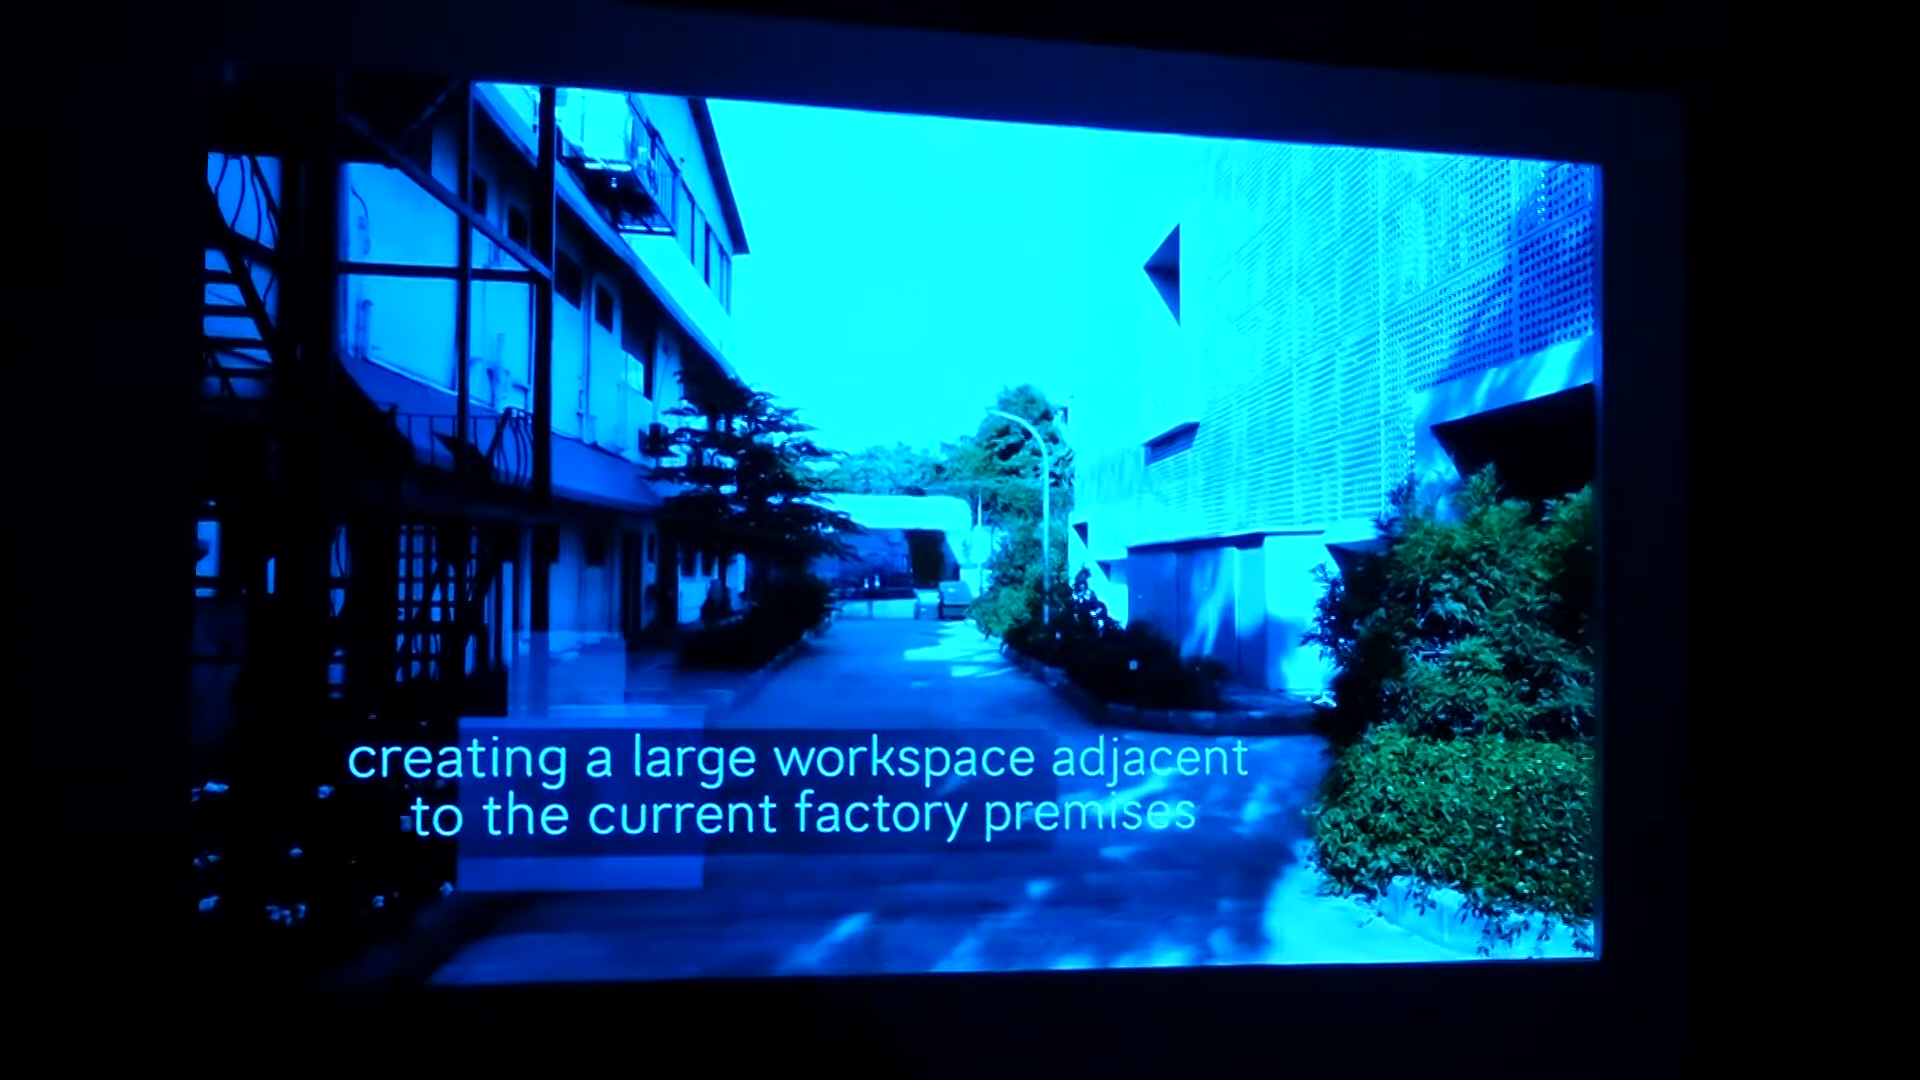 creating a large workspace adjacent
to the current factory premises